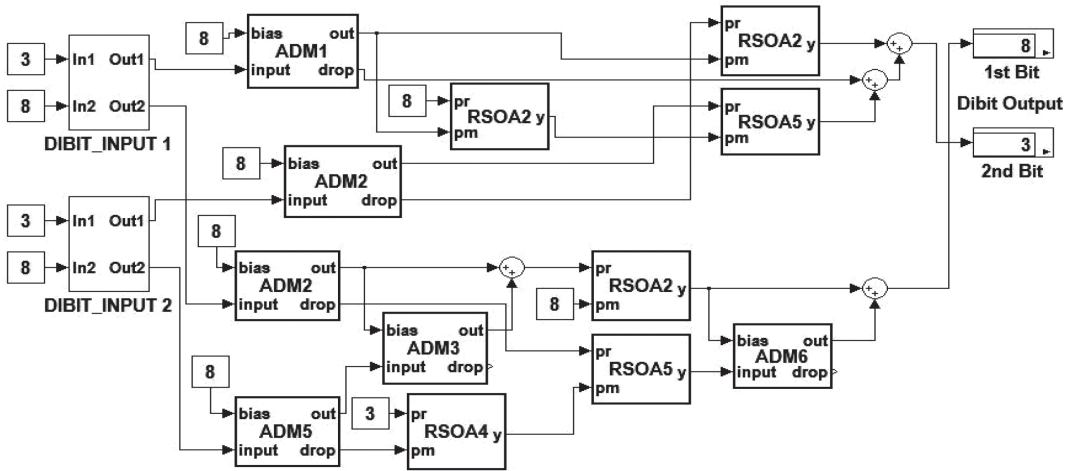 3
8
In1 Out1
In2 Out2
DIBIT_INPUT 1
8
bias out
ADM1
input drop
8
pr
RSOA2 y
pm
pr
RSOA2 y
pm
pr
RSOA5 y
pm
+
+
+
+
8
1st Bit
Dibit Output
3
2nd Bit
8
bias out
ADM2
input drop
3
8
In1 Out1
In2 Out2
DIBIT_INPUT 2
8
bias out
ADM2
input drop
+
+
8
pr
RSOA2 y
pm
+
+
bias out
ADM3
input drop
pr
RSOA5 y
pm
bias out
ADM6
input drop
8
bias out
ADM5
input drop
3
pr
RSOA4 y
pm